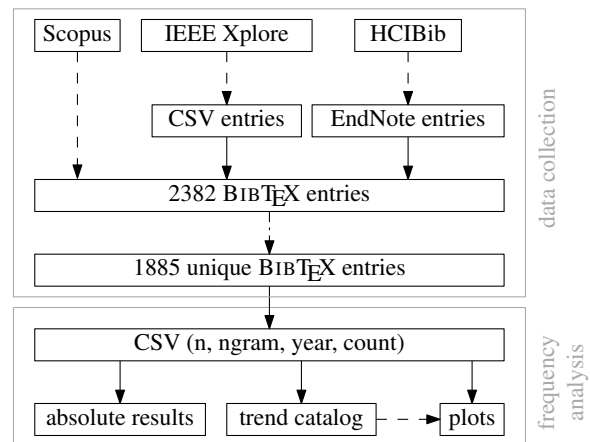 Scopus
IEEE Xplore
HCIBib
CSV entries
EndNote entries
2382 BIBTEX entries
1885 unique BIBTEX entries
data collection
CSV (n, ngram, year, count)
absolute results
trend catalog
plots
frequency
analysis